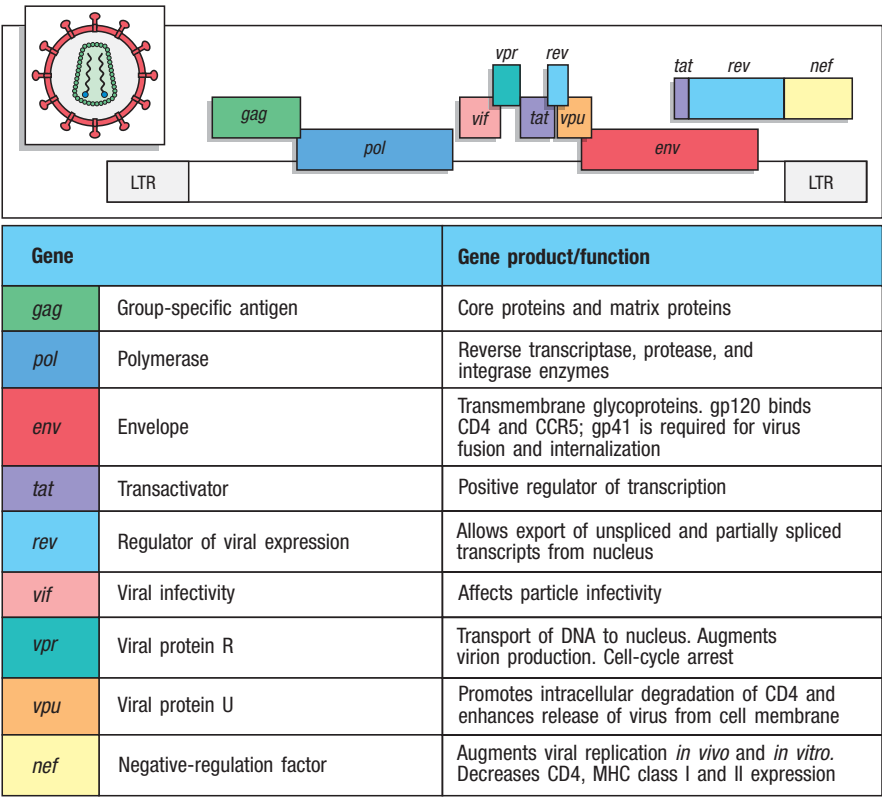 vpr rev
tat rev nef
gag vif tat vpu
pol env
LTR LTR
Gene Gene product/function
gag Group-specific antigen Core proteins and matrix proteins
pol Polymerase Reverse transcriptase, protease, and
integrase enzymes
env Envelope Transmembrane glycoproteins. gp120 binds
CD4 and CCR5; gp41 is required for virus
fusion and internalization
tat Transactivator Positive regulator of transcription
rev Regulator of viral expression Allows export of unspliced and partially spliced
transcripts from nucleus
vif Viral infectivity Affects particle infectivity
vpr Viral protein R Transport of DNA to nucleus. Augments
virion production. Cell-cycle arrest
vpu Viral protein U Promotes intracellular degradation of CD4 and
enhances release of virus from cell membrane
nef Negative-regulation factor Augments viral replication in vivo and in vitro.
Decreases CD4, MHC class I and II expression